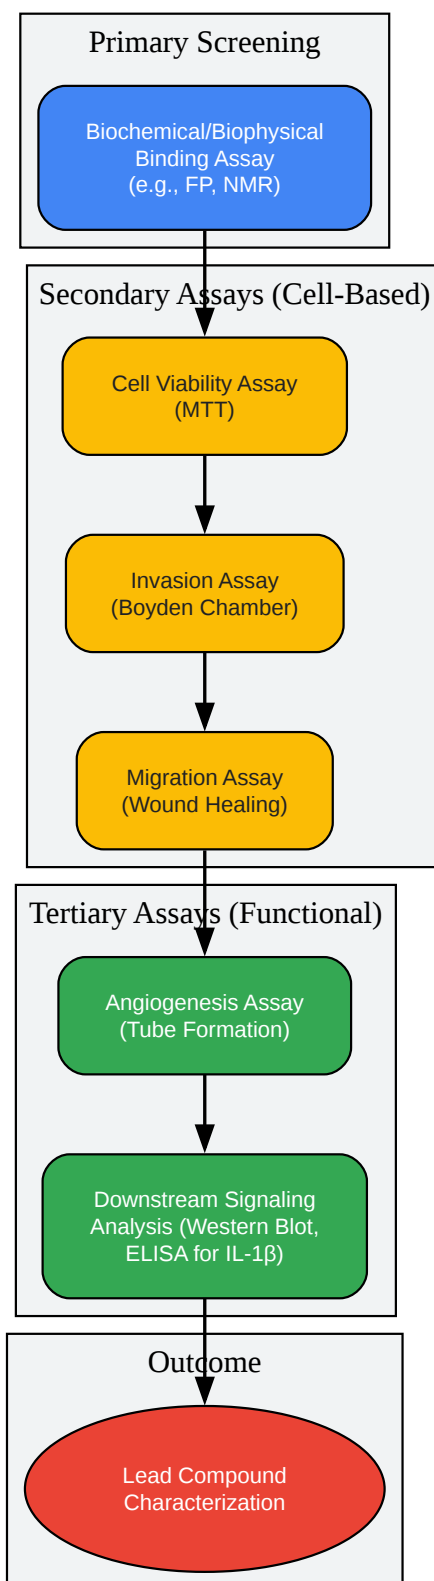 Primary Screening
Biochemical/Biophysical
Binding Assay
(e.g., FP, NMR)
Secondary Assays (Cell-Based)
Cell Viability Assay
(MTT)
Invasion Assay
(Boyden Chamber)
Migration Assay
(Wound Healing)
Tertiary Assays (Functional)
Angiogenesis Assay
(Tube Formation)
Downstream Signaling
Analysis (Western Blot,
ELISA for IL-1β)
Outcome
Lead Compound
Characterization